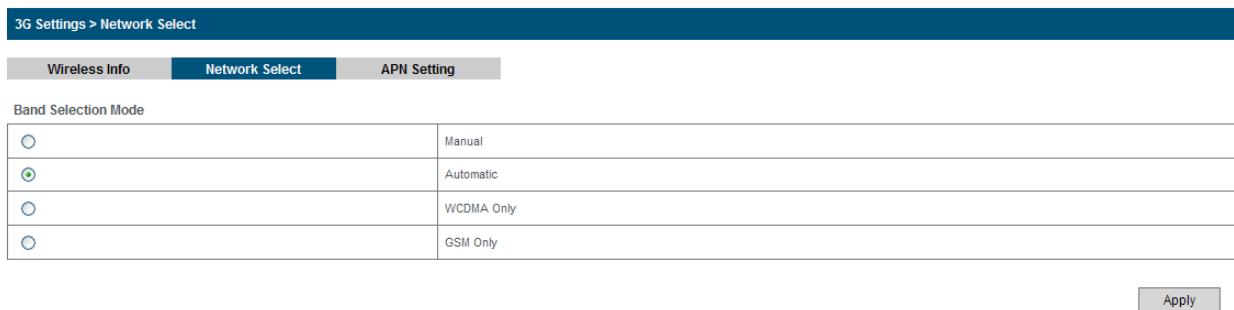 3G Settings > Network Select
Wireless Info Network Select APN Setting
Band Selection Mode
Manual
Automatic
WCDMA Only
GSM Only
Apply